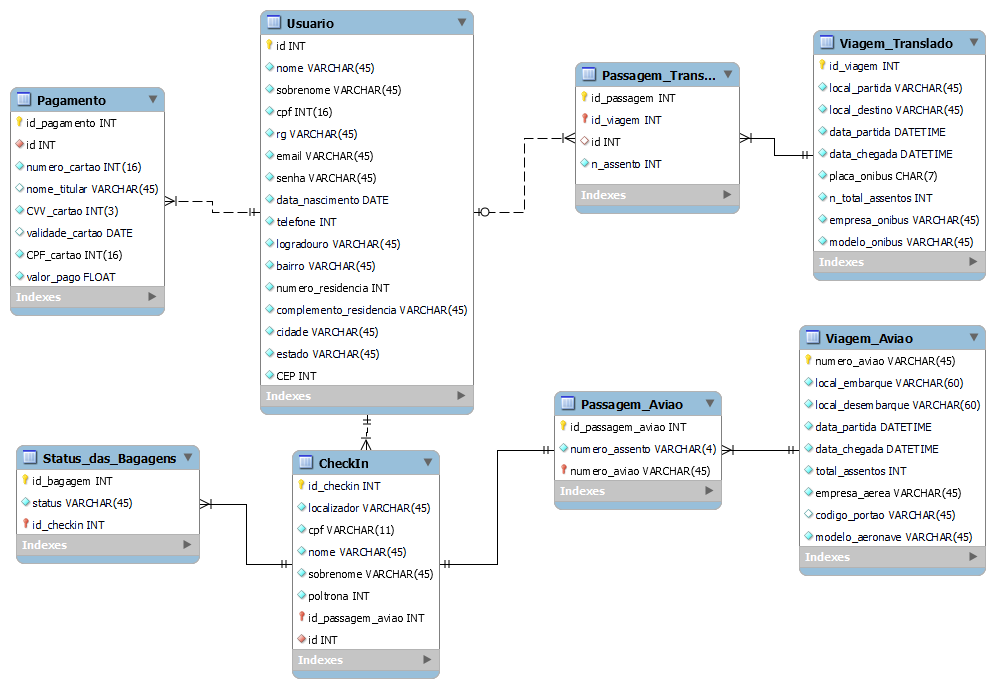 Usuario
id INT
nome VARCHAR(45)
sobrenome VARCHAR(45)
cpf INT(16)
rg VARCHAR(45)
email VARCHAR(45)
senha VARCHAR(45)
data_nascimento DATE
telefone INT
logradouro VARCHAR(45)
bairro VARCHAR(45)
numero_residencia INT
complemento_residencia VARCHAR(45)
cidade VARCHAR(45)
estado VARCHAR(45)
CEP INT
Indexes
Pagamento
id_pagamento INT
id INT
numero_cartao INT(16)
nome_titular VARCHAR(45)
CVV_cartao INT(3)
validade_cartao DATE
CPF_cartao INT(16)
valor_pago FLOAT
Indexes
Passagem_Trans...
id_passagem INT
id_viagem INT
id INT
n_assento INT
Indexes
Viagem_Translado
id_viagem INT
local_partida VARCHAR(45)
local_destino VARCHAR(45)
data_partida DATETIME
data_chegada DATETIME
placa_onibus CHAR(7)
n_total_assentos INT
empresa_onibus VARCHAR(45)
modelo_onibus VARCHAR(45)
Indexes
Status_das_Bagagens
id_bagagem INT
status VARCHAR(45)
id_checkin INT
Indexes
CheckIn
id_checkin INT
localizador VARCHAR(45)
cpf VARCHAR(11)
nome VARCHAR(45)
sobrenome VARCHAR(45)
poltrona INT
id_passagem_aviao INT
id INT
Indexes
Passagem_Aviao
id_passagem_aviao INT
numero_assento VARCHAR(4)
numero_aviao VARCHAR(45)
Indexes
Viagem_Aviao
numero_aviao VARCHAR(45)
local_embarque VARCHAR(60)
local_desembarque VARCHAR(60)
data_partida DATETIME
data_chegada DATETIME
total_assentos INT
empresa_aerea VARCHAR(45)
codigo_portao VARCHAR(45)
modelo_aeronave VARCHAR(45)
Indexes